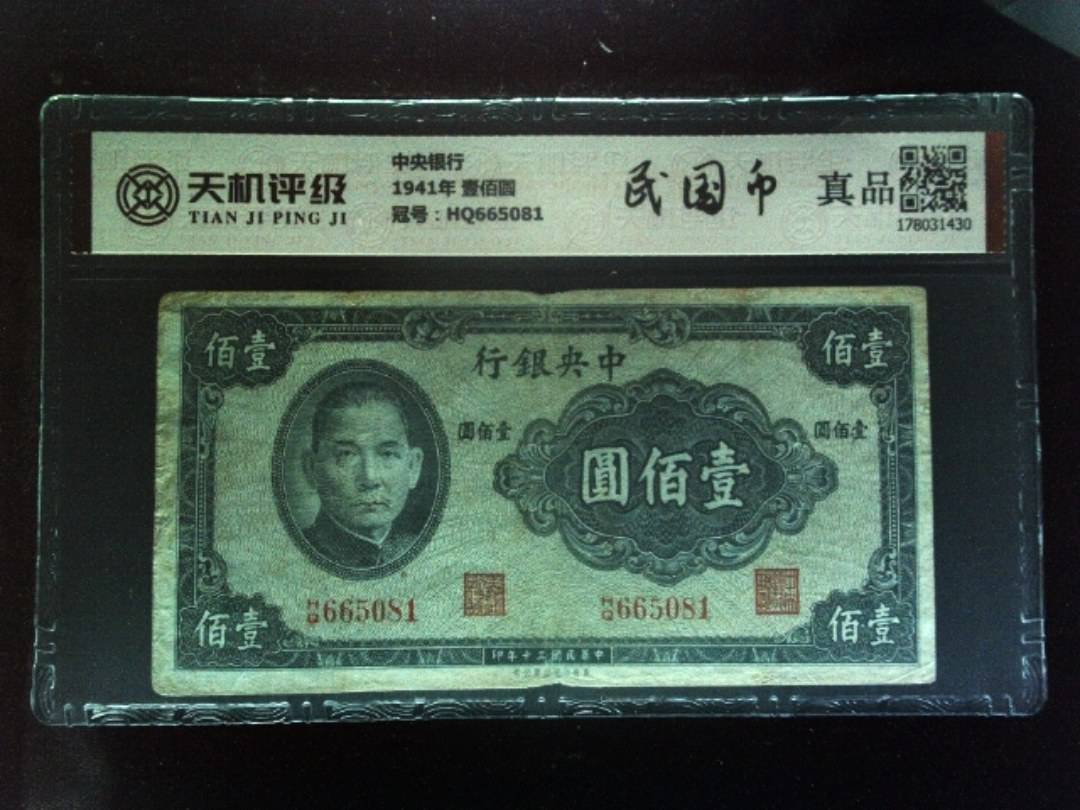 天机评级
TIAN JI PING JI
中央银行
1941年 壹佰圆
冠号：HQ665081
民国币
真品
178031430
佰壹
行銀央中
佰壹
圓佰壹
圓佰壹
圓佰壹
HQ665081
HQ665081
佰壹
印年十三國民華中
佰壹